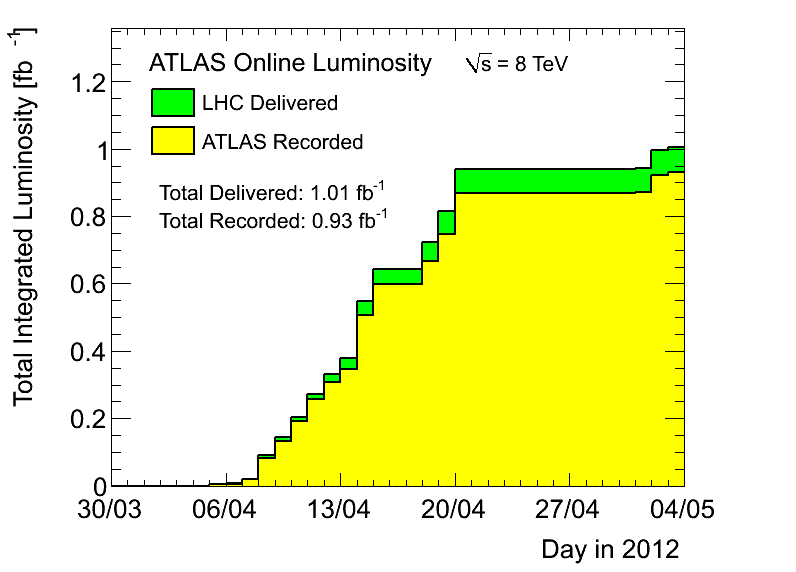 Total Integrated Luminosity [fb⁻¹]
ATLAS Online Luminosity √s = 8 TeV
LHC Delivered
ATLAS Recorded
Total Delivered: 1.01 fb⁻¹
Total Recorded: 0.93 fb⁻¹
1.2
1
0.8
0.6
0.4
0.2
0
30/03 06/04 13/04 20/04 27/04 04/05
Day in 2012